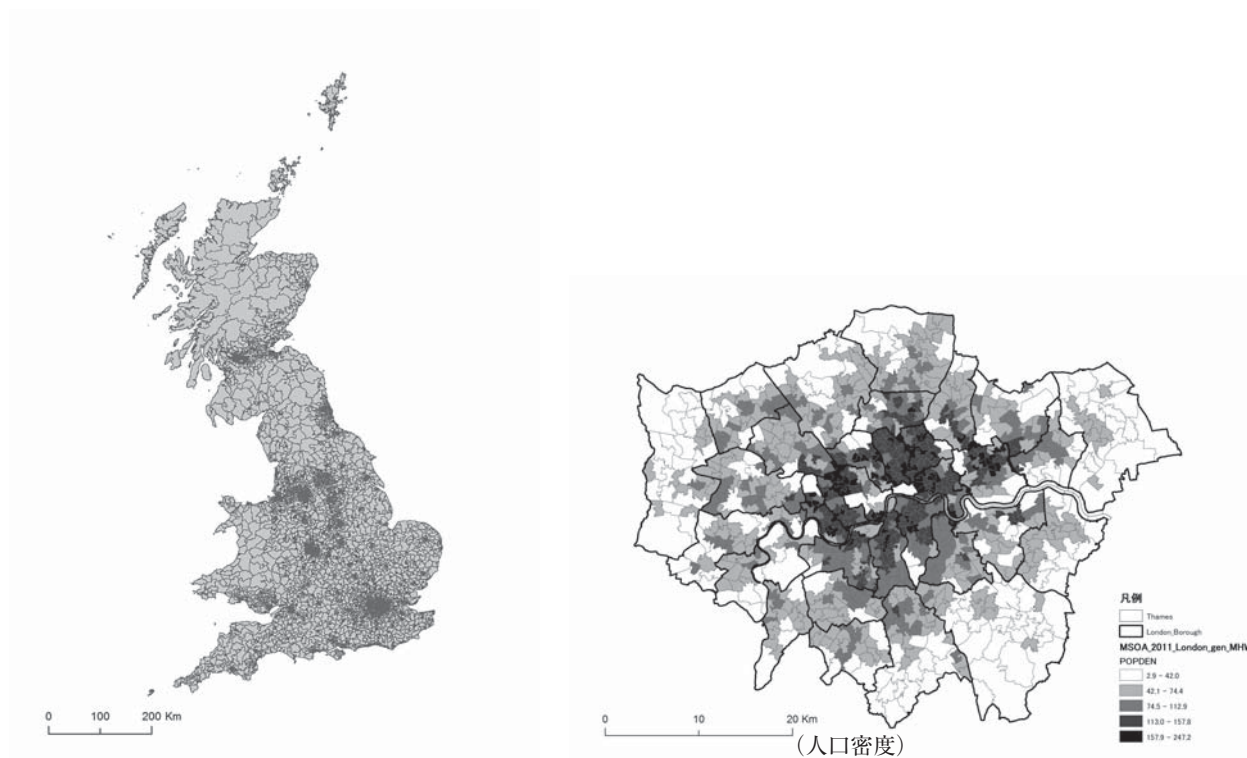 0 100 200 Km
凡例
Thames
London_Borough
MSOA_2011_London_gen_MHW
POPDEN
2.9 - 42.0
42.1 - 74.4
74.5 - 112.9
113.0 - 157.8
157.9 - 247.2
0 10 20 Km
(人口密度)